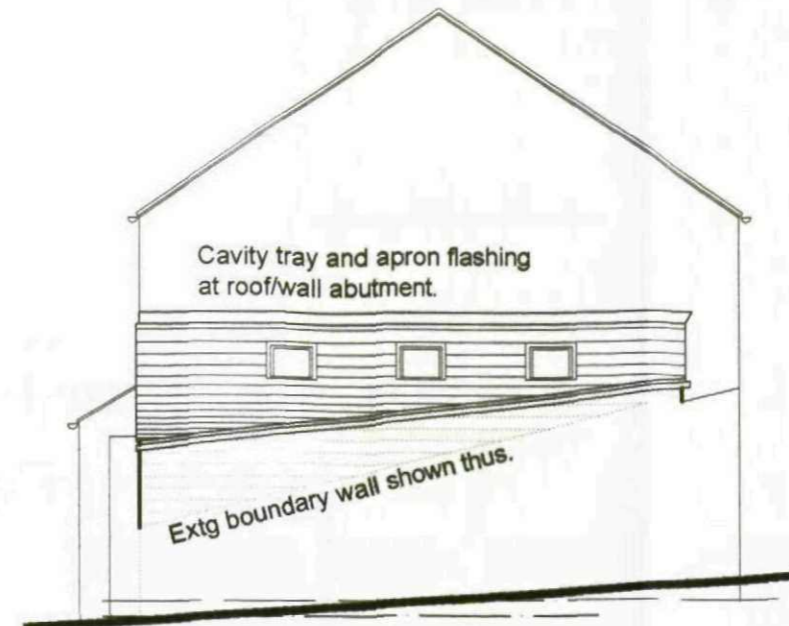 Cavity tray and apron flashing
at roof/wall abutment.
Extg boundary wall shown thus.